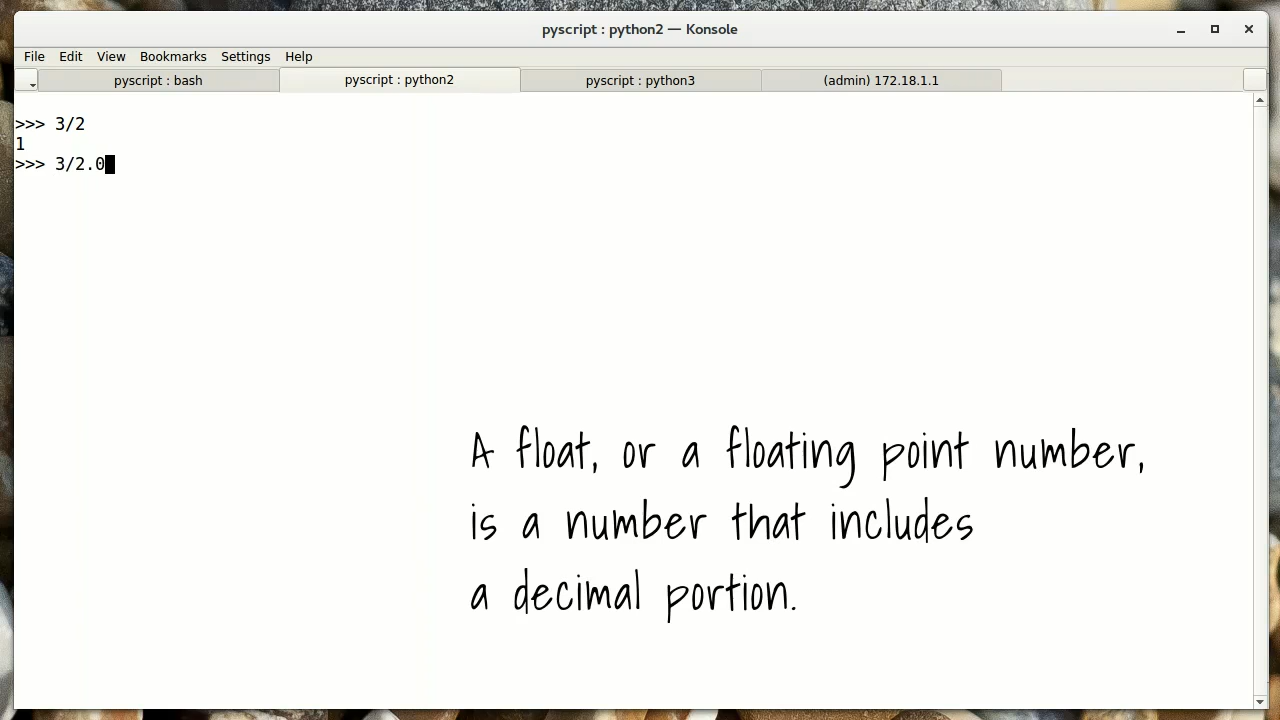 pyscript : python2 — Konsole
File Edit View Bookmarks Settings Help
pyscript : bash pyscript : python2 pyscript : python3 (admin) 172.18.1.1
>>> 3/2
1
>>> 3/2.0
A float, or a floating point number,
is a number that includes
a decimal portion.